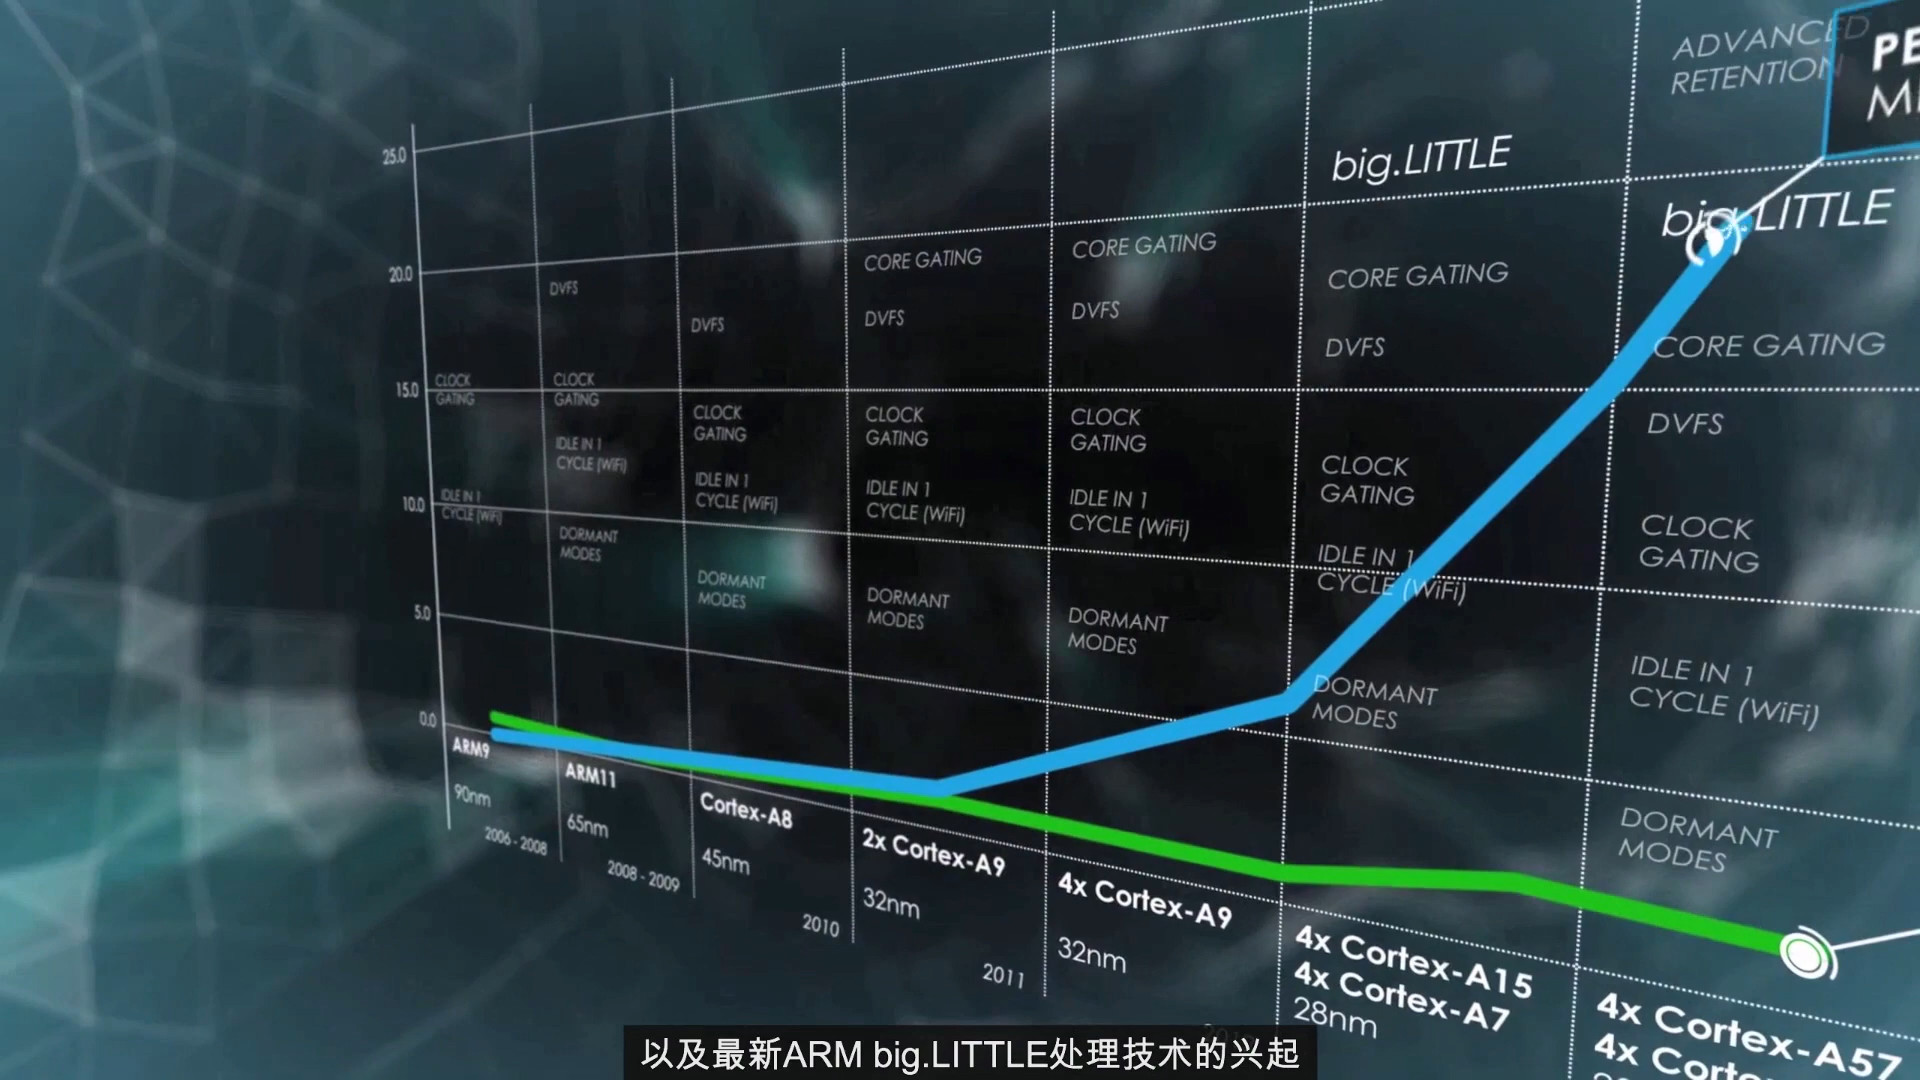 25.0
20.0
15.0
10.0
5.0
0.0
CLOCK
GATING
IDLE IN 1
CYCLE (WiFi)
ARM9
90nm
2006 - 2008
DVFS
CLOCK
GATING
IDLE IN 1
CYCLE (WiFi)
DORMANT
MODES
ARM11
65nm
2008 - 2009
DVFS
CLOCK
GATING
IDLE IN 1
CYCLE (WiFi)
DORMANT
MODES
Cortex-A8
45nm
2010
CORE GATING
DVFS
CLOCK
GATING
IDLE IN 1
CYCLE (WiFi)
DORMANT
MODES
2x Cortex-A9
32nm
2011
CORE GATING
DVFS
CLOCK
GATING
IDLE IN 1
CYCLE (WiFi)
DORMANT
MODES
4x Cortex-A9
32nm
big.LITTLE
CORE GATING
DVFS
CLOCK
GATING
IDLE IN 1
CYCLE (WiFi)
DORMANT
MODES
4x Cortex-A15
4x Cortex-A7
28nm
ADVANCED
RETENTION
big.LITTLE
CORE GATING
DVFS
CLOCK
GATING
IDLE IN 1
CYCLE (WiFi)
DORMANT
MODES
4x Cortex-A57
4x
以及最新ARM big.LITTLE处理技术的兴起